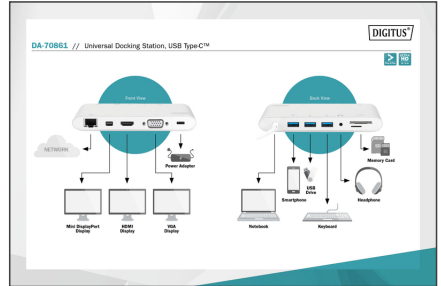 DIGITUS®
DA-70861 // Universal Docking Station, USB Type-C™
HD
Front View
Back View
NETWORK
Power Adapter
Memory Card
Smartphone
USB
Drive
Headphone
Mini DisplayPort
Display
HDMI
Display
VGA
Display
Notebook
Keyboard